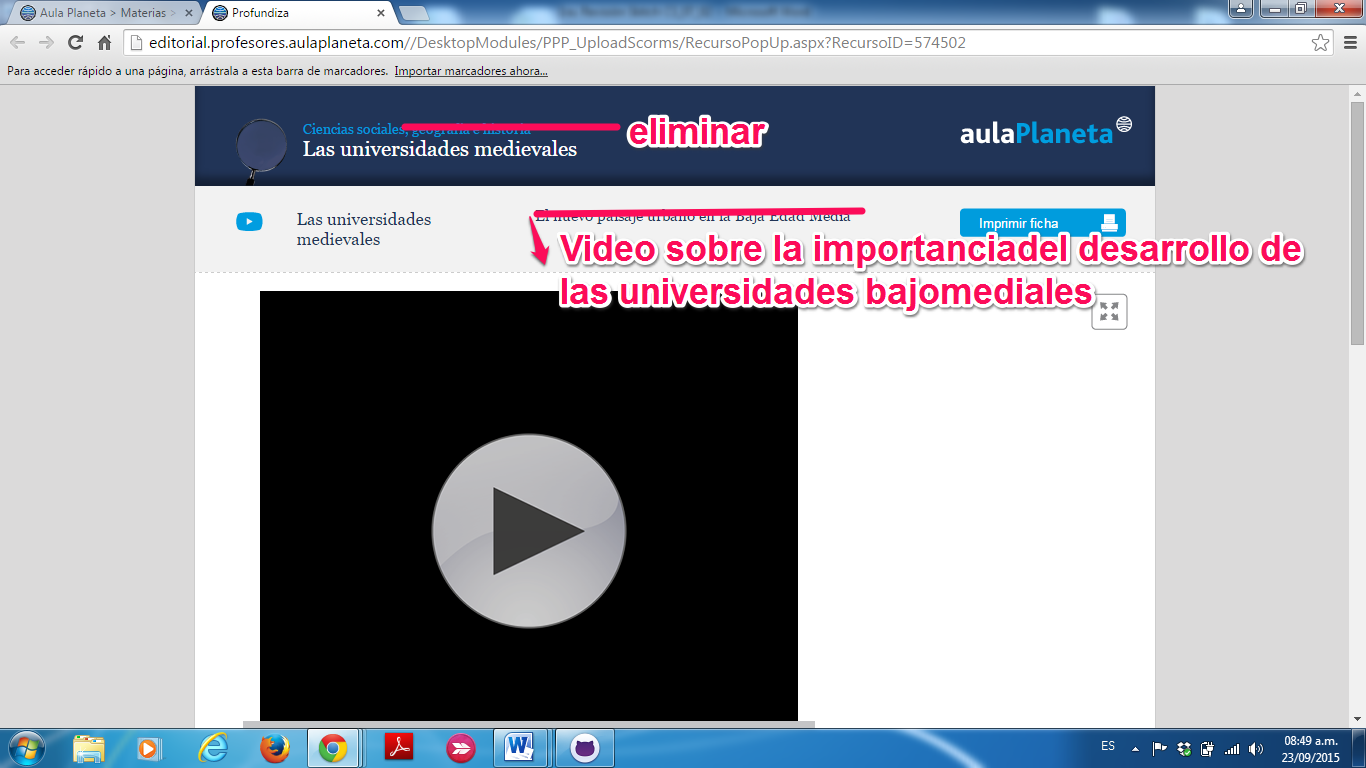 Aula Planeta > Materias >
Profundiza
editorial.profesores.aulaplaneta.com//DesktopModules/PPP_UploadScorms/RecursoPopUp.aspx?RecursoID=574502
Para acceder rápido a una página, arrástrala a esta barra de marcadores. Importar marcadores ahora...
Ciencias sociales, geografía e historia
eliminar
Las universidades medievales
aulaPlaneta
Las universidades
medievales
El nuevo paisaje urbano en la Baja Edad Media
Imprimir ficha
Video sobre la importanciadel desarrollo de
las universidades bajomediales
ES
08:49 a.m.
23/09/2015